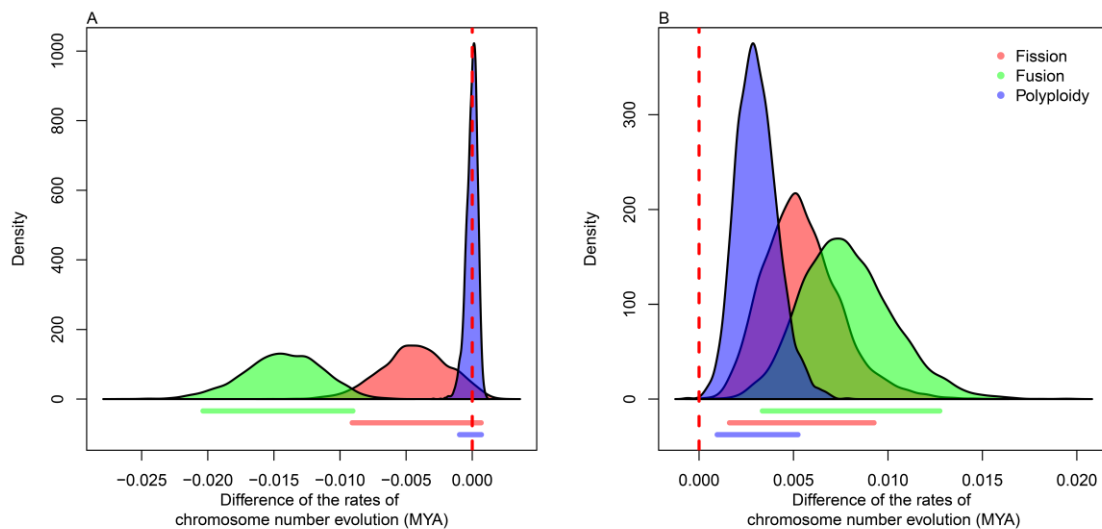 A
Density
0
200
400
600
800
1000
−0.025
−0.020
−0.015
−0.010
−0.005
0.000
Difference of the rates of
chromosome number evolution (MYA)
B
Fission
Fusion
Polyploidy
Density
0
100
200
300
0.000
0.005
0.010
0.015
0.020
Difference of the rates of
chromosome number evolution (MYA)